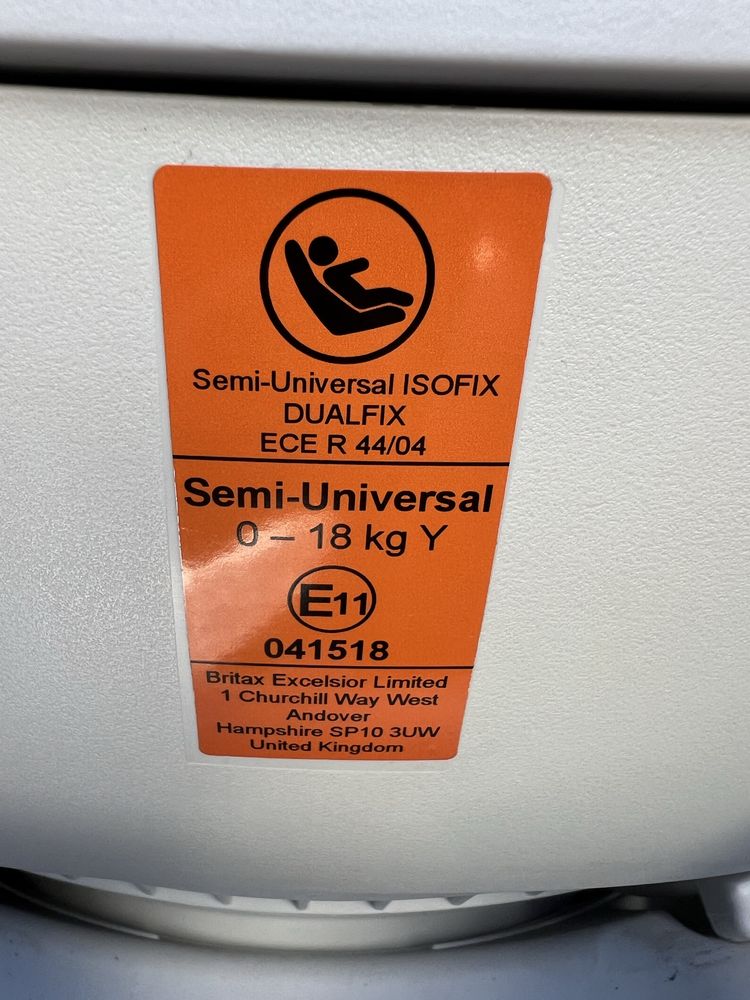 Semi-Universal ISOFIX
DUALFIX
ECE R 44/04
Semi-Universal
0 – 18 kg Y
E11
041518
Britax Excelsior Limited
1 Churchill Way West
Andover
Hampshire SP10 3UW
United Kingdom